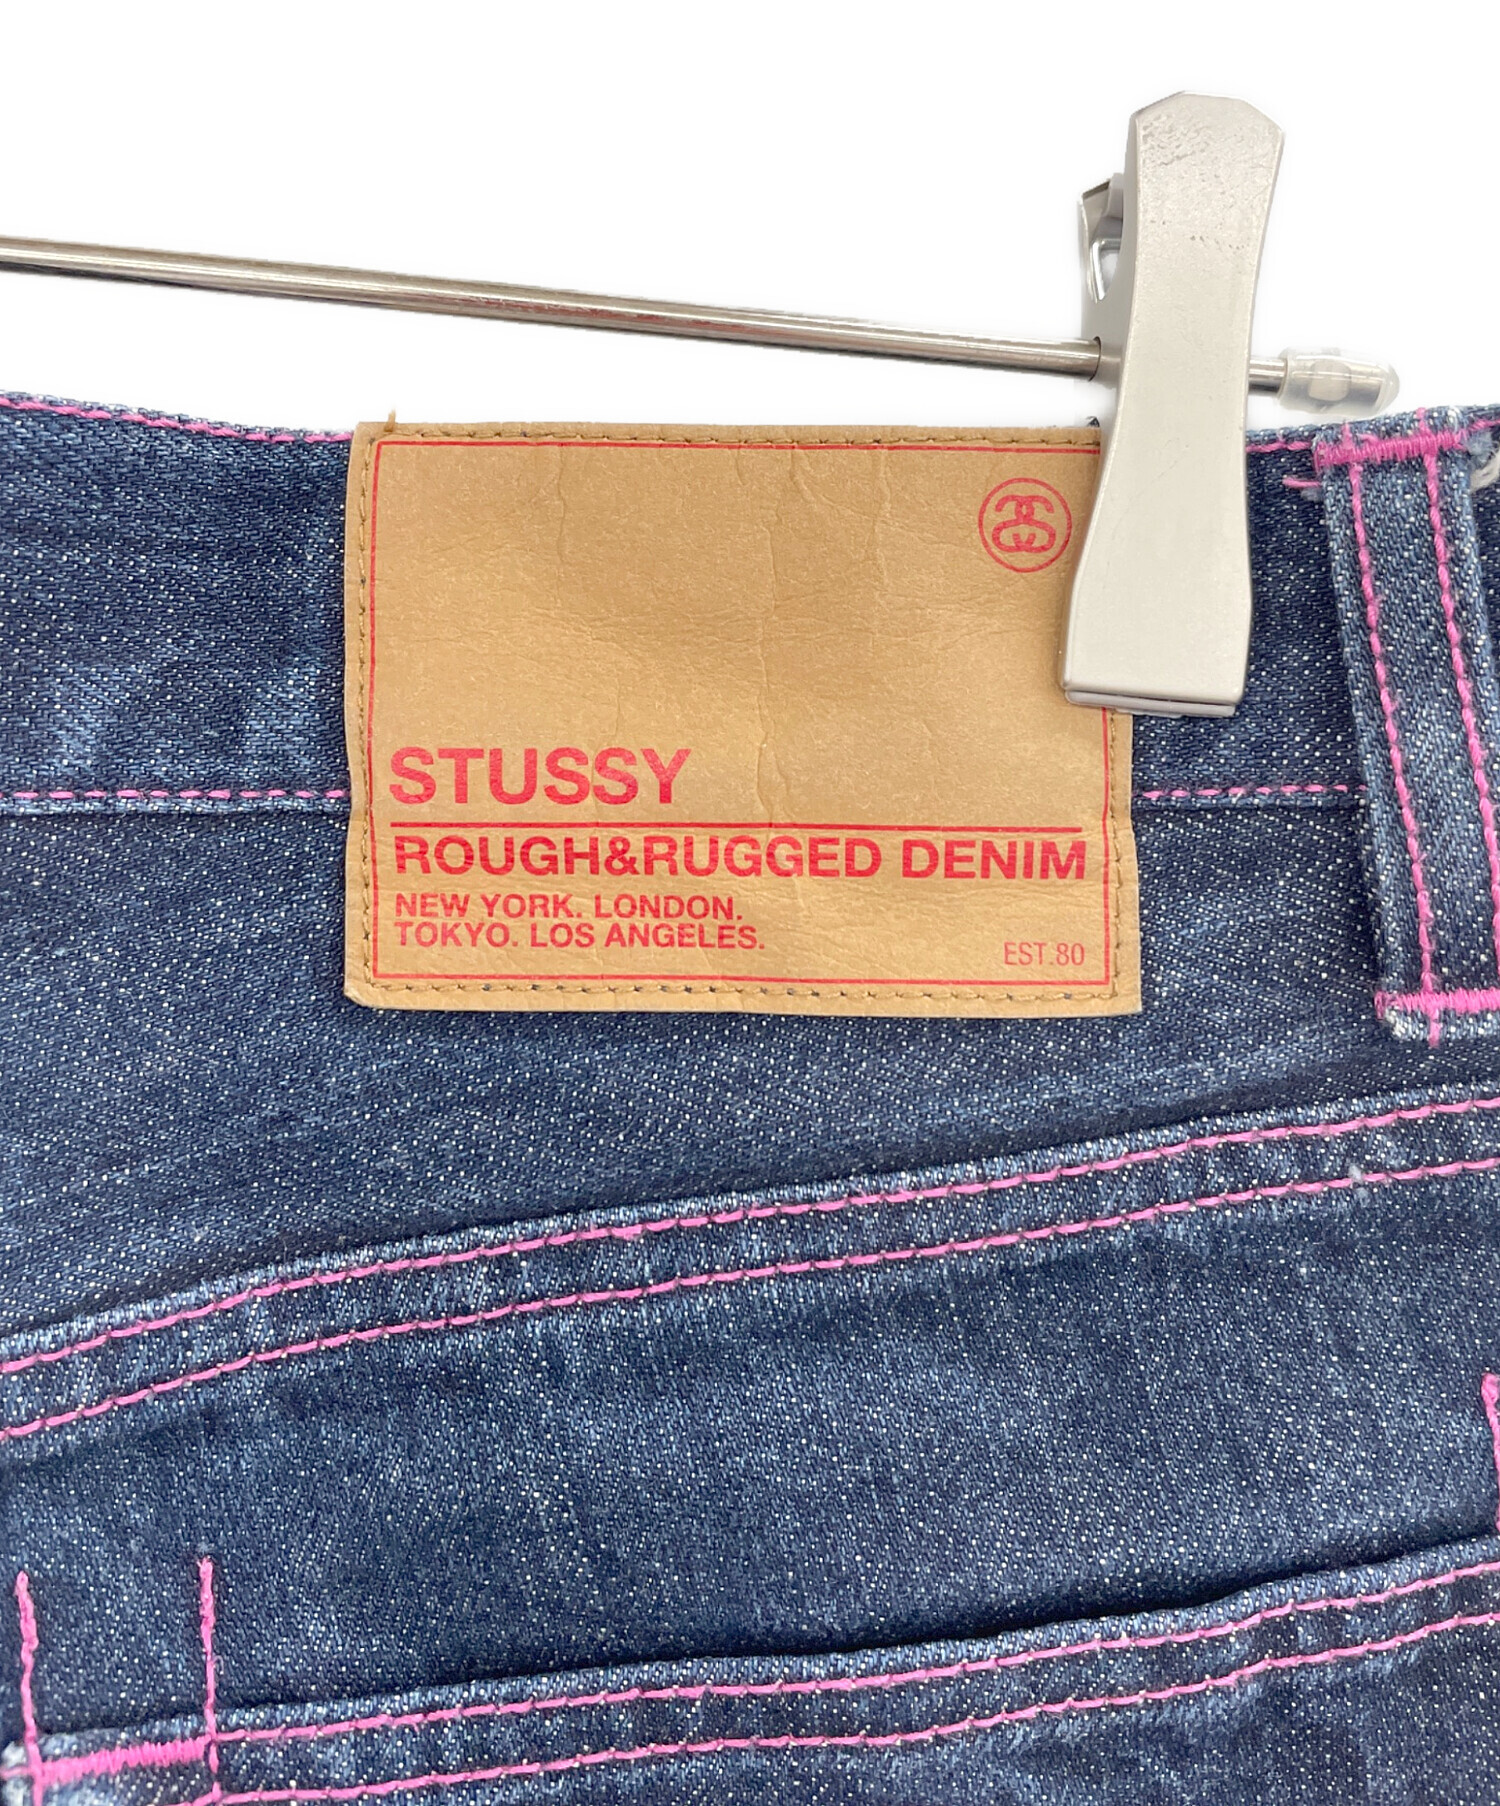 STUSSY
ROUGH&RUGGED DENIM
NEW YORK. LONDON.
TOKYO. LOS ANGELES.
EST.80